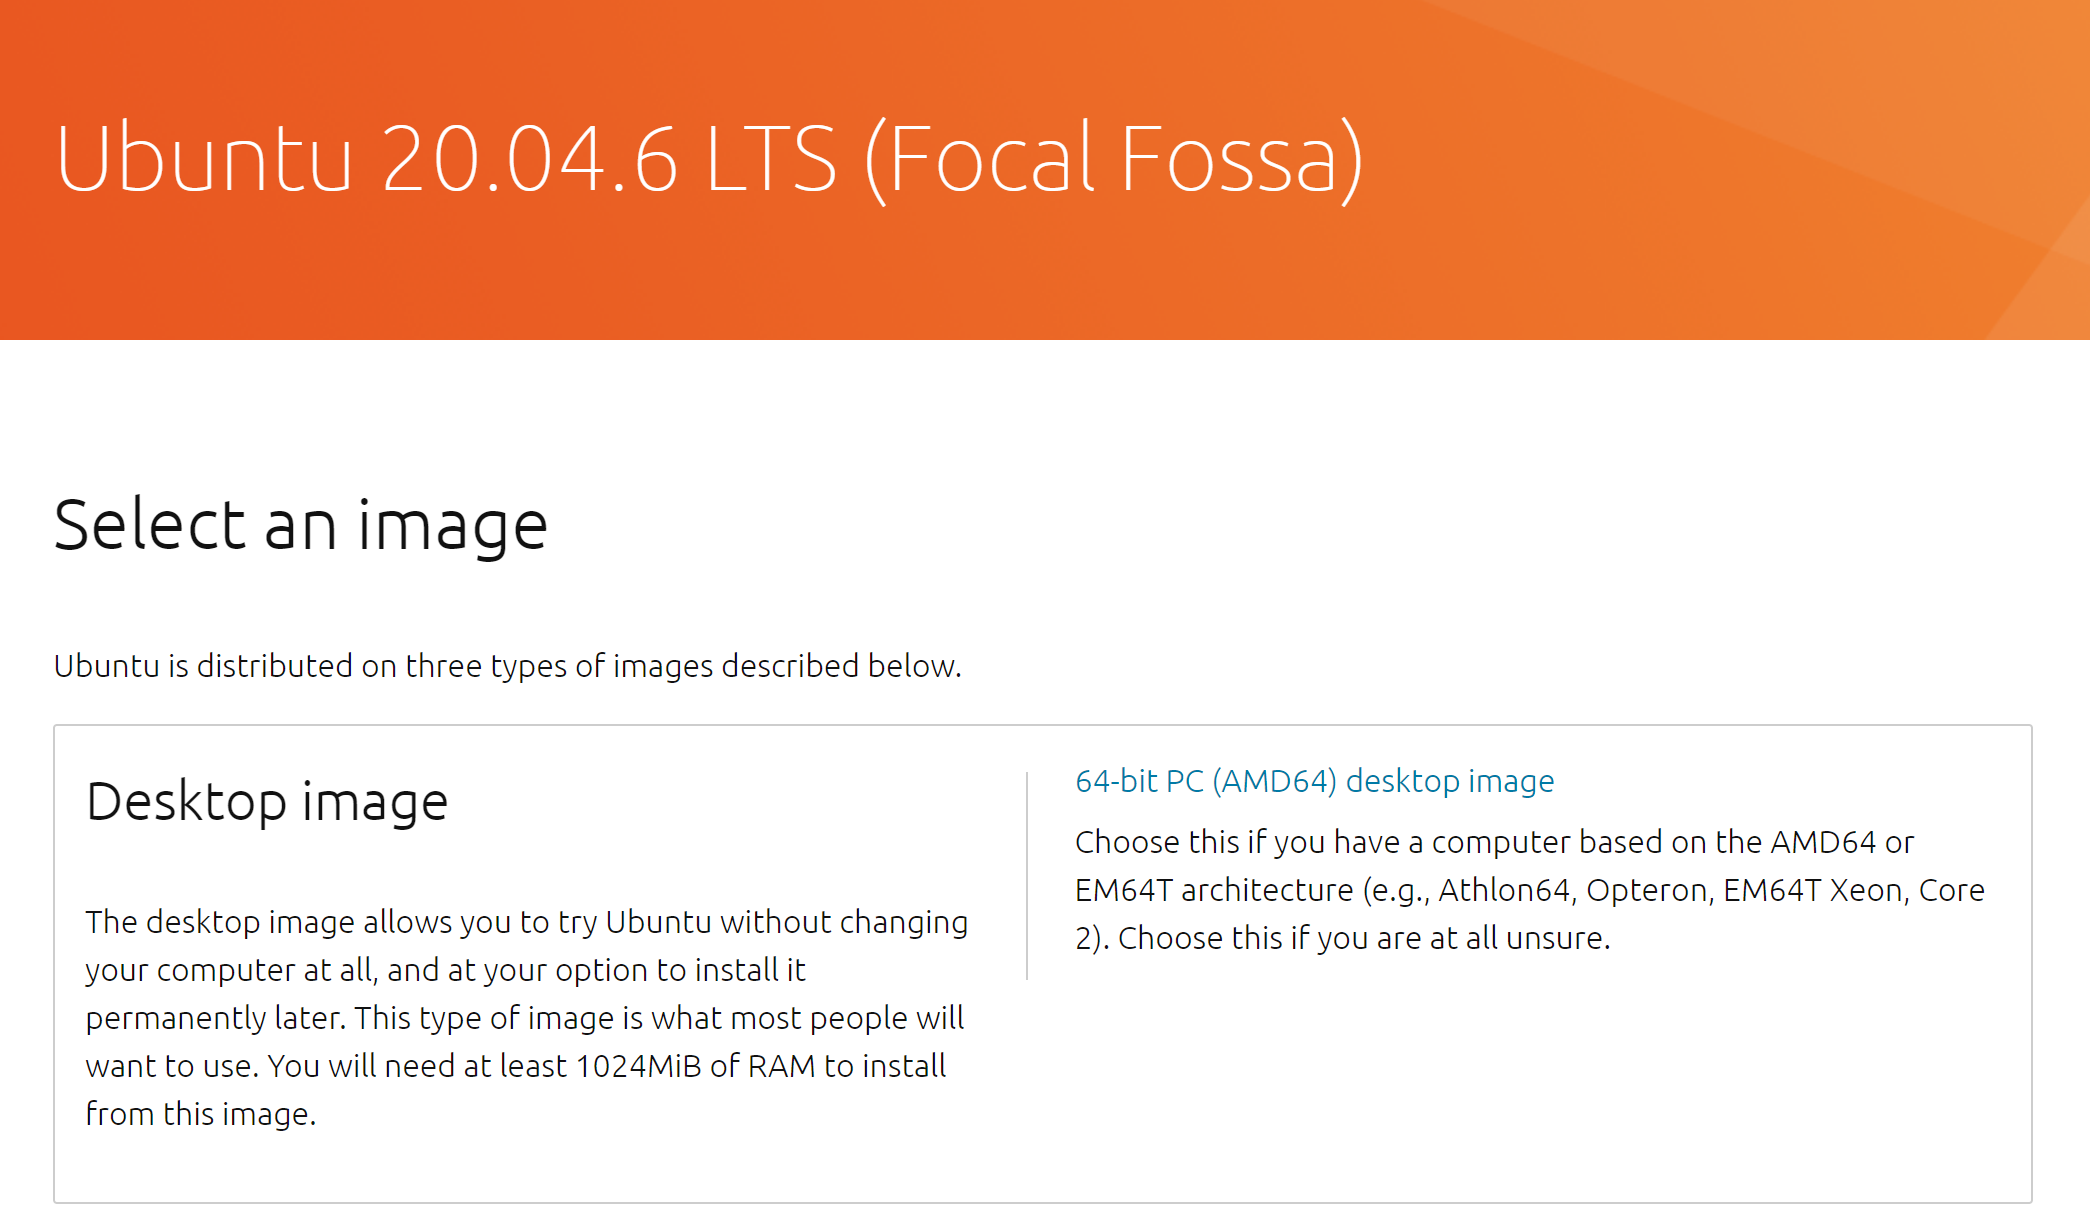 Ubuntu 20.04.6 LTS (Focal Fossa)
Select an image
Ubuntu is distributed on three types of images described below.
Desktop image
The desktop image allows you to try Ubuntu without changing
your computer at all, and at your option to install it
permanently later. This type of image is what most people will
want to use. You will need at least 1024MiB of RAM to install
from this image.
64-bit PC (AMD64) desktop image
Choose this if you have a computer based on the AMD64 or
EM64T architecture (e.g., Athlon64, Opteron, EM64T Xeon, Core
2). Choose this if you are at all unsure.